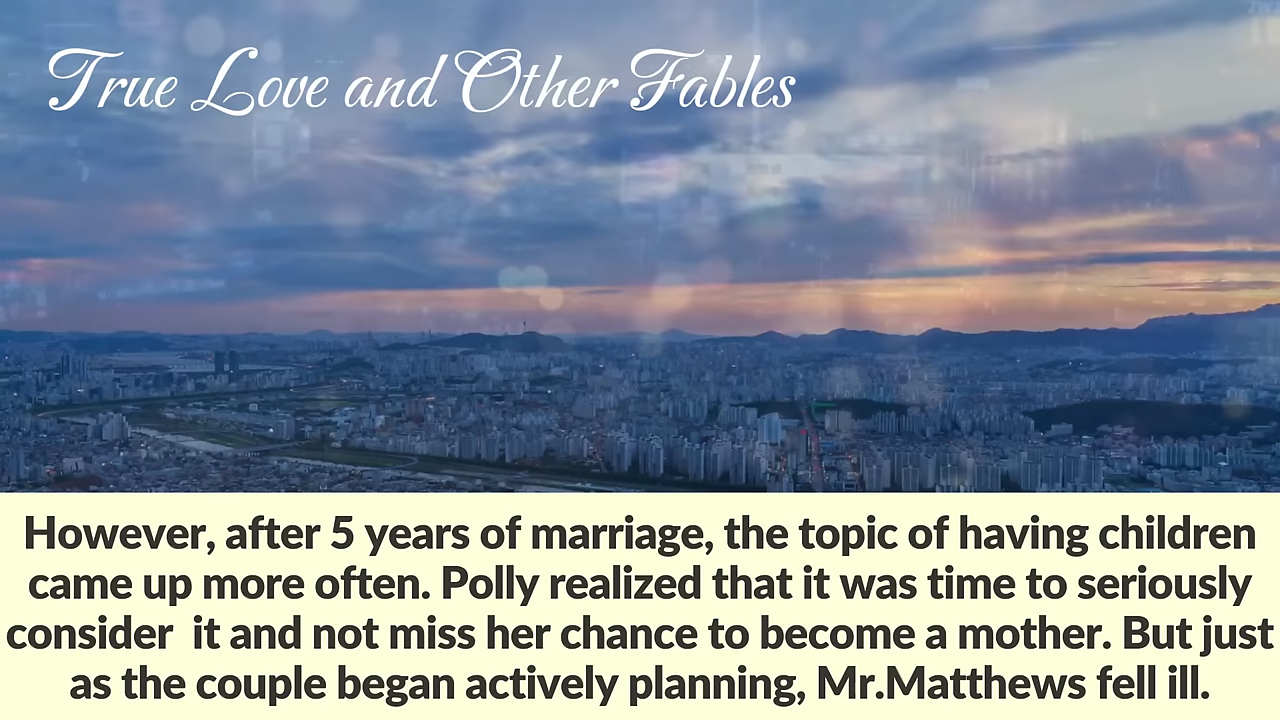 True Love and Other Fables
However, after 5 years of marriage, the topic of having children
came up more often. Polly realized that it was time to seriously
consider  it and not miss her chance to become a mother. But just
as the couple began actively planning, Mr.Matthews fell ill.